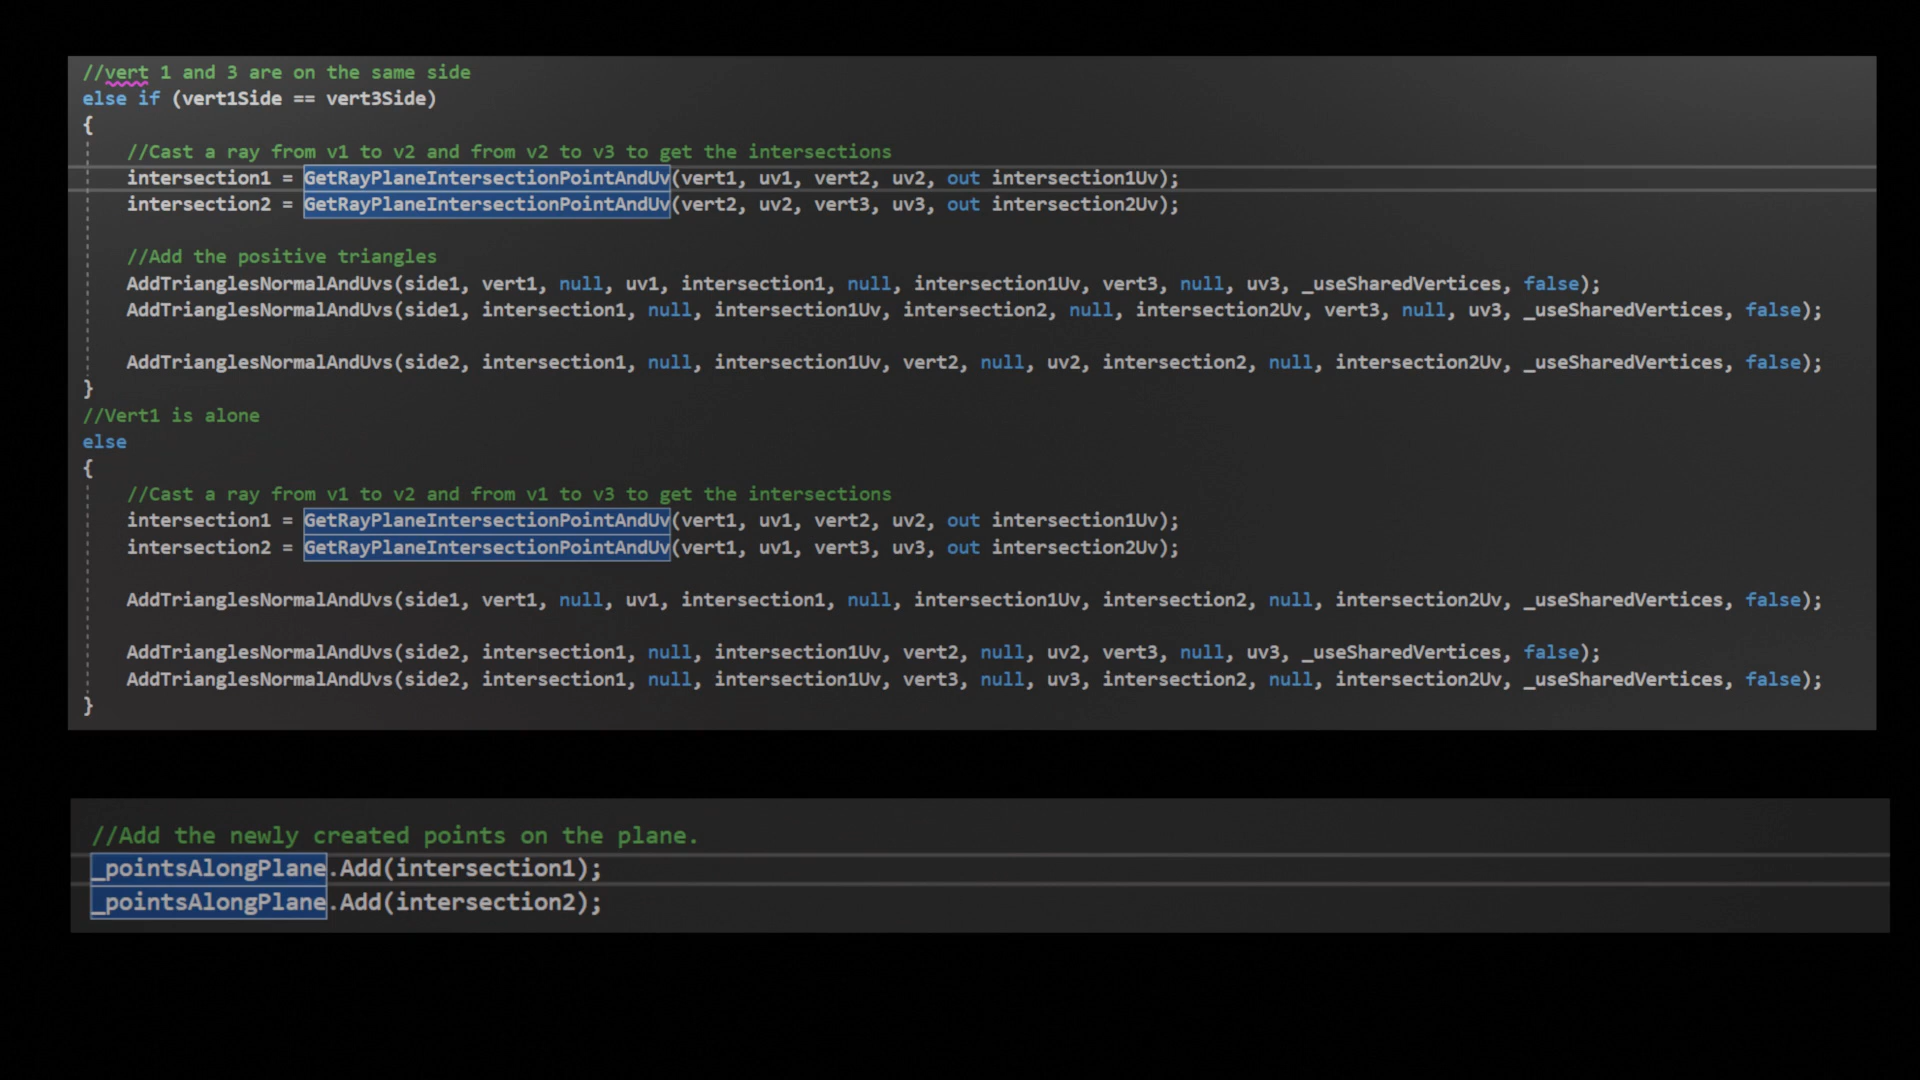 //vert 1 and 3 are on the same side
else if (vert1Side == vert3Side)
{
//Cast a ray from v1 to v2 and from v2 to v3 to get the intersections
intersection1 = GetRayPlaneIntersectionPointAndUv(vert1, uv1, vert2, uv2, out intersection1Uv);
intersection2 = GetRayPlaneIntersectionPointAndUv(vert2, uv2, vert3, uv3, out intersection2Uv);
//Add the positive triangles
AddTrianglesNormalAndUvs(side1, vert1, null, uv1, intersection1, null, intersection1Uv, vert3, null, uv3, _useSharedVertices, false);
AddTrianglesNormalAndUvs(side1, intersection1, null, intersection1Uv, intersection2, null, intersection2Uv, vert3, null, uv3, _useSharedVertices, false);
AddTrianglesNormalAndUvs(side2, intersection1, null, intersection1Uv, vert2, null, uv2, intersection2, null, intersection2Uv, _useSharedVertices, false);
}
//Vert1 is alone
else
{
//Cast a ray from v1 to v2 and from v1 to v3 to get the intersections
intersection1 = GetRayPlaneIntersectionPointAndUv(vert1, uv1, vert2, uv2, out intersection1Uv);
intersection2 = GetRayPlaneIntersectionPointAndUv(vert1, uv1, vert3, uv3, out intersection2Uv);
AddTrianglesNormalAndUvs(side1, vert1, null, uv1, intersection1, null, intersection1Uv, intersection2, null, intersection2Uv, _useSharedVertices, false);
AddTrianglesNormalAndUvs(side2, intersection1, null, intersection1Uv, vert2, null, uv2, vert3, null, uv3, _useSharedVertices, false);
AddTrianglesNormalAndUvs(side2, intersection1, null, intersection1Uv, vert3, null, uv3, intersection2, null, intersection2Uv, _useSharedVertices, false);
}
//Add the newly created points on the plane.
_pointsAlongPlane.Add(intersection1);
_pointsAlongPlane.Add(intersection2);